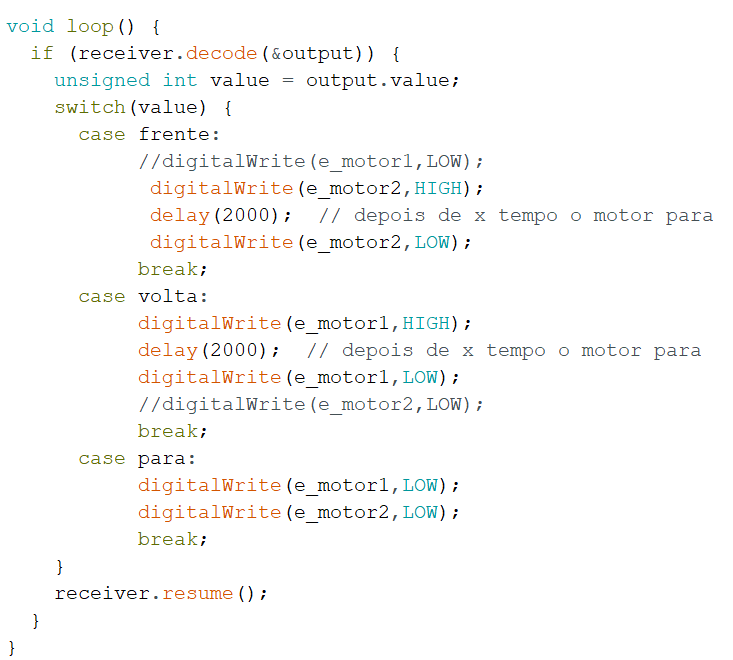 void loop() {
  if (receiver.decode(&output)) {
    unsigned int value = output.value;
    switch(value) {
      case frente:
           //digitalWrite(e_motor1,LOW);
            digitalWrite(e_motor2,HIGH);
            delay(2000);  // depois de x tempo o motor para
            digitalWrite(e_motor2,LOW);
           break;
      case volta:
           digitalWrite(e_motor1,HIGH);
           delay(2000);  // depois de x tempo o motor para
           digitalWrite(e_motor1,LOW);
           //digitalWrite(e_motor2,LOW);
           break;
      case para:
           digitalWrite(e_motor1,LOW);
           digitalWrite(e_motor2,LOW);
           break;
    }
    receiver.resume();
  }
}